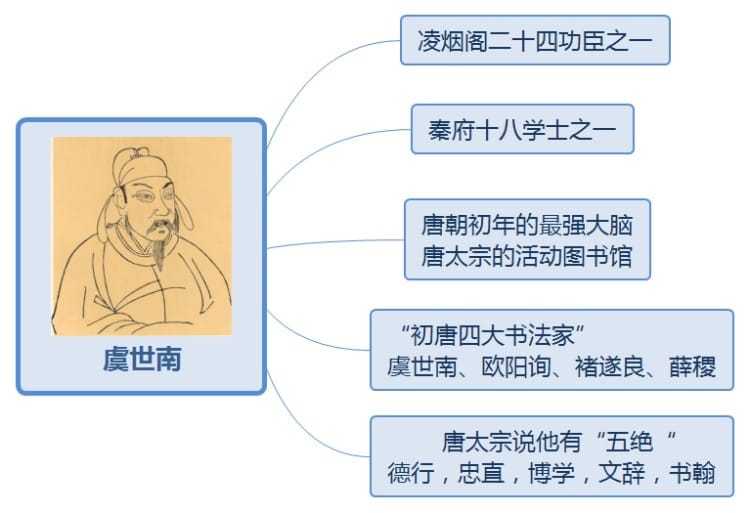 凌烟阁二十四功臣之一
秦府十八学士之一
唐朝初年的最强大脑
唐太宗的活动图书馆
“初唐四大书法家”
虞世南、欧阳询、褚遂良、薛稷
唐太宗说他有“五绝“
德行，忠直，博学，文辞，书翰
虞世南